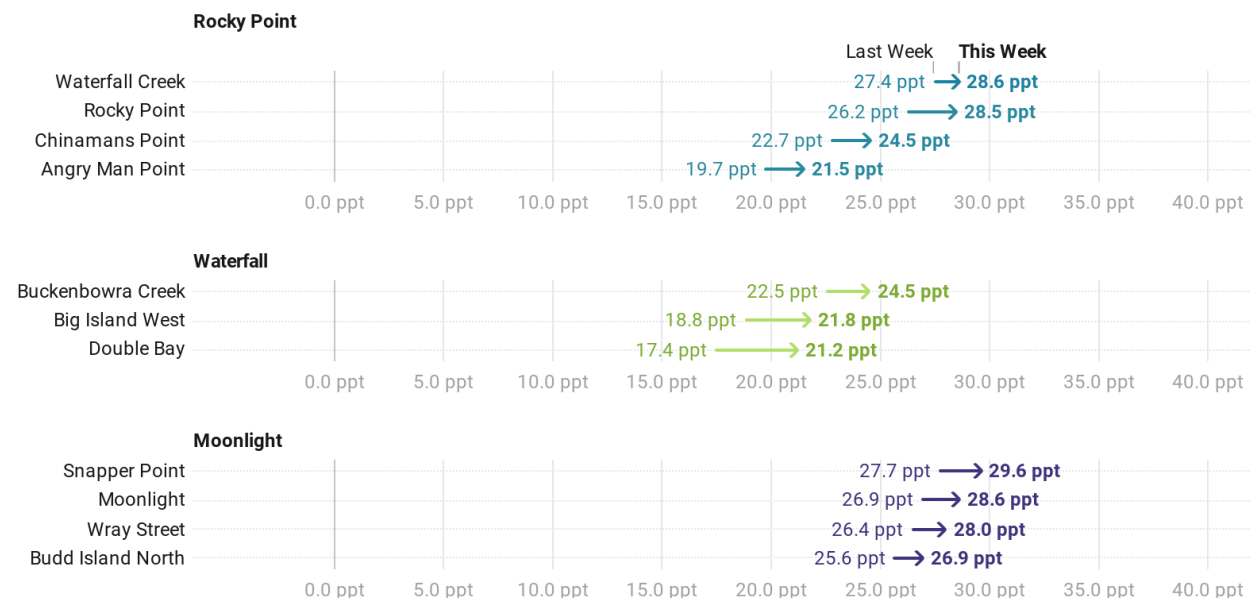 Rocky Point
Last Week This Week
Waterfall Creek 27.4 ppt 28.6 ppt
Rocky Point 26.2 ppt 28.5 ppt
Chinamans Point 22.7 ppt 24.5 ppt
Angry Man Point 19.7 ppt 21.5 ppt
0.0 ppt 5.0 ppt 10.0 ppt 15.0 ppt 20.0 ppt 25.0 ppt 30.0 ppt 35.0 ppt 40.0 ppt
Waterfall
Buckenbowra Creek 22.5 ppt 24.5 ppt
Big Island West 18.8 ppt 21.8 ppt
Double Bay 17.4 ppt 21.2 ppt
0.0 ppt 5.0 ppt 10.0 ppt 15.0 ppt 20.0 ppt 25.0 ppt 30.0 ppt 35.0 ppt 40.0 ppt
Moonlight
Snapper Point 27.7 ppt 29.6 ppt
Moonlight 26.9 ppt 28.6 ppt
Wray Street 26.4 ppt 28.0 ppt
Budd Island North 25.6 ppt 26.9 ppt
0.0 ppt 5.0 ppt 10.0 ppt 15.0 ppt 20.0 ppt 25.0 ppt 30.0 ppt 35.0 ppt 40.0 ppt